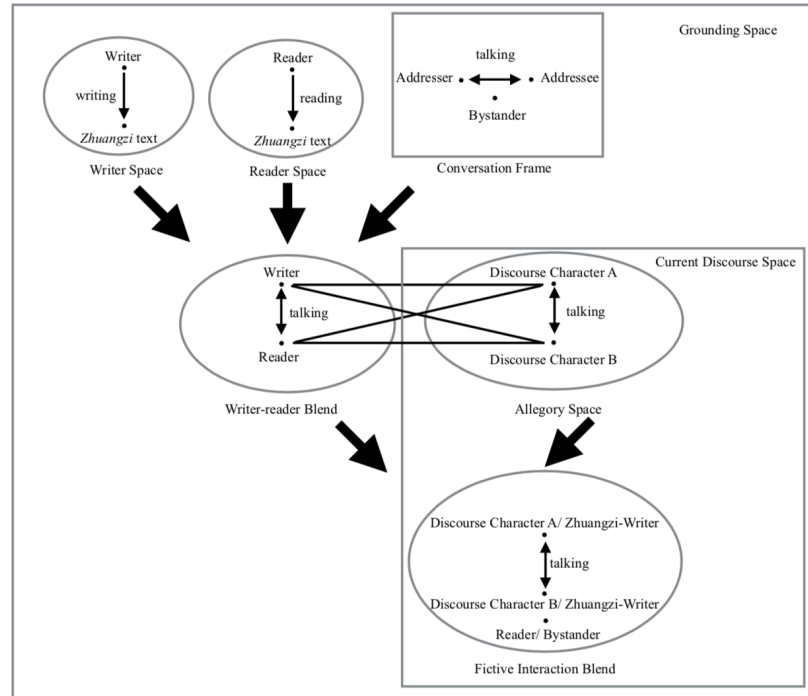 Grounding Space
Writer
writing
Zhuangzi text
Writer Space
Reader
reading
Zhuangzi text
Reader Space
talking
Addresser
Addressee
Bystander
Conversation Frame
Writer
talking
Reader
Writer-reader Blend
Current Discourse Space
Discourse Character A
talking
Discourse Character B
Allegory Space
Discourse Character A/ Zhuangzi-Writer
talking
Discourse Character B/ Zhuangzi-Writer
Reader/ Bystander
Fictive Interaction Blend